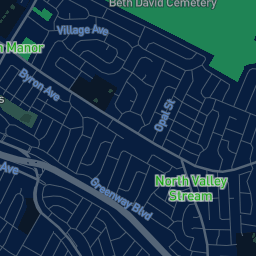 Beth David Cemetery
Village Ave
Manor
Byron Ave
Opal St
Ave
Greenway Blvd
North Valley
Stream